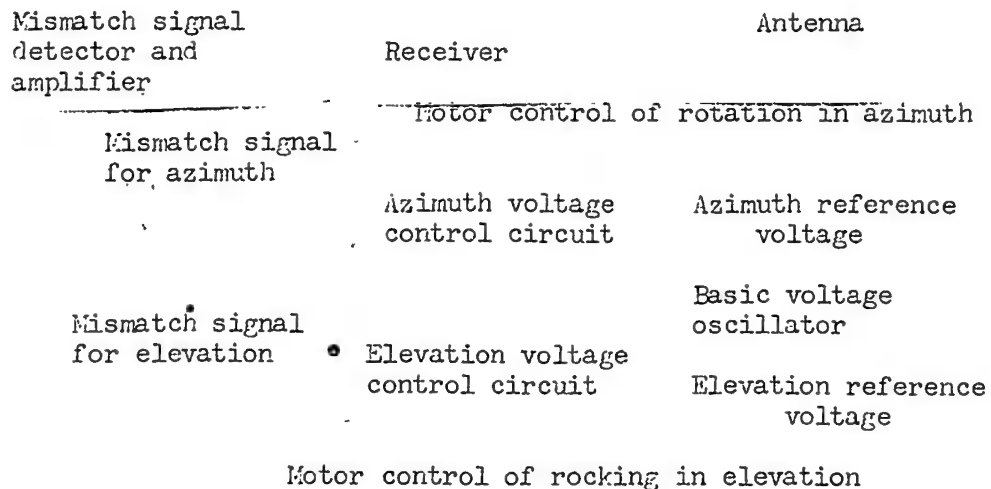 Mismatch signal
detector and
amplifier
Receiver
Antenna
Motor control of rotation in azimuth
Mismatch signal
for azimuth
Azimuth voltage
control circuit
Azimuth reference
voltage
Basic voltage
oscillator
Mismatch signal
for elevation
Elevation voltage
control circuit
Elevation reference
voltage
Motor control of rocking in elevation